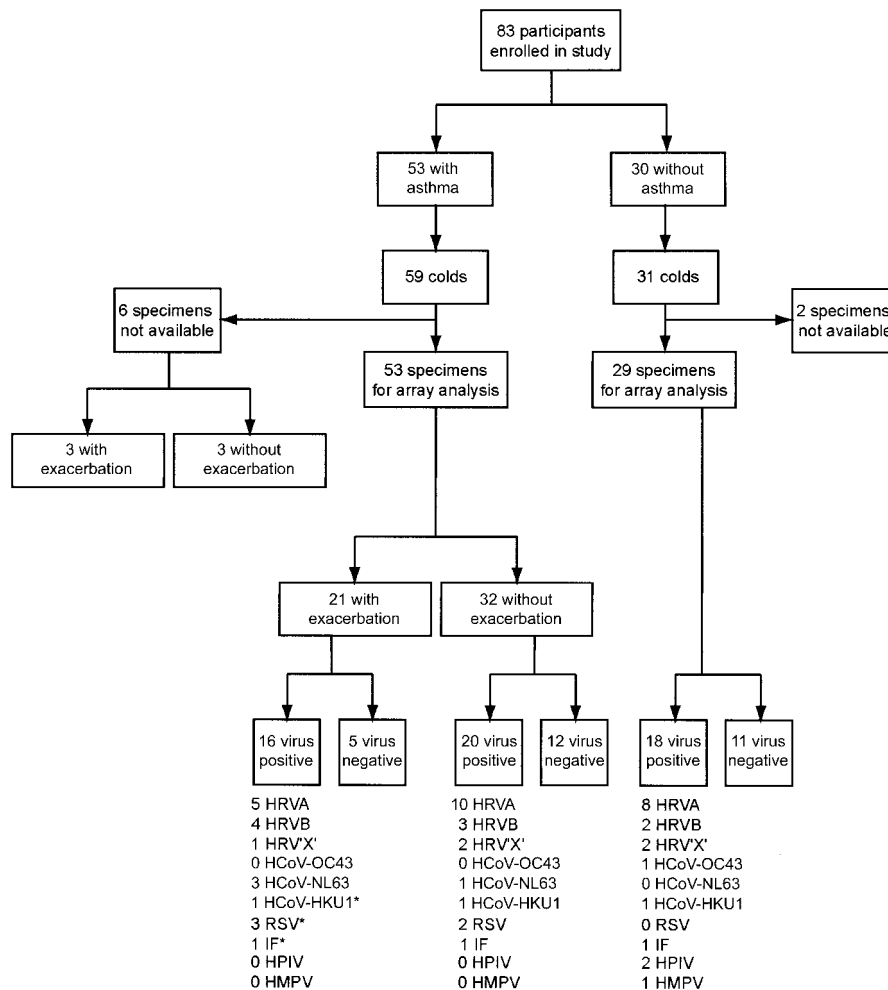 83 participants
enrolled in study
53 with
asthma
30 without
asthma
59 colds
31 colds
6 specimens
not available
2 specimens
not available
53 specimens
for array analysis
29 specimens
for array analysis
3 with
exacerbation
3 without
exacerbation
21 with
exacerbation
32 without
exacerbation
16 virus
positive
5 virus
negative
20 virus
positive
12 virus
negative
18 virus
positive
11 virus
negative
5 HRVA
4 HRVB
1 HRV'X'
0 HCoV-OC43
3 HCoV-NL63
1 HCoV-HKU1*
3 RSV*
1 IF*
0 HPIV
0 HMPV
10 HRVA
3 HRVB
2 HRV'X'
0 HCoV-OC43
1 HCoV-NL63
1 HCoV-HKU1
2 RSV
1 IF
0 HPIV
0 HMPV
8 HRVA
2 HRVB
2 HRV'X'
1 HCoV-OC43
0 HCoV-NL63
1 HCoV-HKU1
0 RSV
1 IF
2 HPIV
1 HMPV